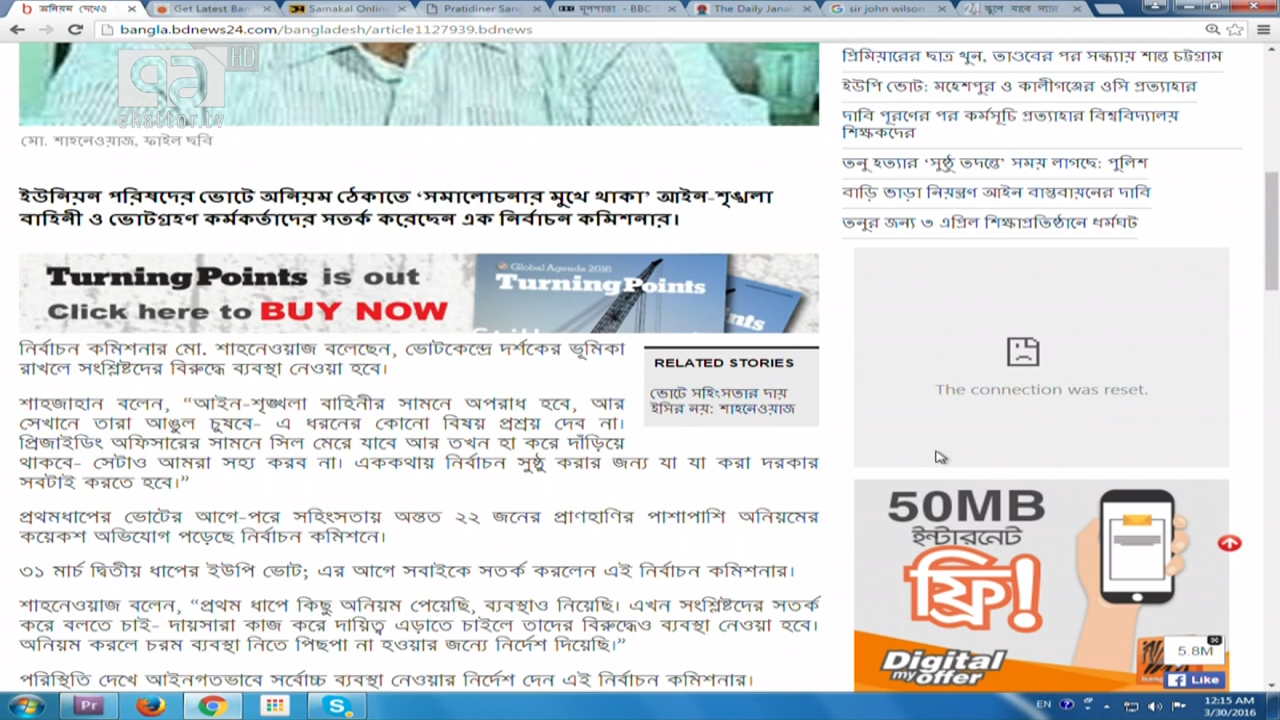 অনিয়ম দেখেও
Get Latest Ban
Samakal Online
Pratidiner Sang
মূলপাতা - BBC
The Daily Janak
sir john wilson
স্কুল যাবে স্যান
bangla.bdnews24.com/bangladesh/article1127939.bdnews
HD
ekattor.tv
মো. শাহনেওয়াজ, ফাইল ছবি
ইউনিয়ন পরিষদের ভোটে অনিয়ম ঠেকাতে ‘সমালোচনার মুখে থাকা’ আইন-শৃঙ্খলা
বাহিনী ও ভোটগ্রহণ কর্মকর্তাদের সতর্ক করেছেন এক নির্বাচন কমিশনার।
Turning Points is out
Click here to BUY NOW
Global Agenda 2016
Turning Points
nts
নির্বাচন কমিশনার মো. শাহনেওয়াজ বলেছেন, ভোটকেন্দ্রে দর্শকের ভূমিকা
রাখলে সংশ্লিষ্টদের বিরুদ্ধে ব্যবস্থা নেওয়া হবে।
শাহজাহান বলেন, “আইন-শৃঙ্খলা বাহিনীর সামনে অপরাধ হবে, আর
সেখানে তারা আঙুল চুষবে- এ ধরনের কোনো বিষয় প্রশ্রয় দেব না।
প্রিজাইডিং অফিসারের সামনে সিল মেরে যাবে আর তখন হা করে দাঁড়িয়ে
থাকবে- সেটাও আমরা সহ্য করব না। এককথায় নির্বাচন সুষ্ঠু করার জন্য যা যা করা দরকার
সবটাই করতে হবে।”
প্রথমধাপের ভোটের আগে-পরে সহিংসতায় অন্তত ২২ জনের প্রাণহাণির পাশাপাশি অনিয়মের
কয়েকশ অভিযোগ পড়েছে নির্বাচন কমিশনে।
৩১ মার্চ দ্বিতীয় ধাপের ইউপি ভোট; এর আগে সবাইকে সতর্ক করলেন এই নির্বাচন কমিশনার।
শাহনেওয়াজ বলেন, “প্রথম ধাপে কিছু অনিয়ম পেয়েছি, ব্যবস্থাও নিয়েছি। এখন সংশ্লিষ্টদের সতর্ক
করে বলতে চাই- দায়সারা কাজ করে দায়িত্ব এড়াতে চাইলে তাদের বিরুদ্ধেও ব্যবস্থা নেওয়া হবে।
অনিয়ম করলে চরম ব্যবস্থা নিতে পিছপা না হওয়ার জন্যে নির্দেশ দিয়েছি।”
পরিস্থিতি দেখে আইনগতভাবে সর্বোচ্চ ব্যবস্থা নেওয়ার নির্দেশ দেন এই নির্বাচন কমিশনার।
RELATED STORIES
ভোটে সহিংসতার দায়
ইসির নয়: শাহনেওয়াজ
প্রিমিয়ারের ছাত্র খুন, তাণ্ডবের পর সন্ধ্যায় শান্ত চট্টগ্রাম
ইউপি ভোট: মহেশপুর ও কালীগঞ্জের ওসি প্রত্যাহার
দাবি পূরণের পর কর্মসূচি প্রত্যাহার বিশ্ববিদ্যালয়
শিক্ষকদের
তনু হত্যার ‘সুষ্ঠু তদন্তে’ সময় লাগছে: পুলিশ
বাড়ি ভাড়া নিয়ন্ত্রণ আইন বাস্তবায়নের দাবি
তনুর জন্য ৩ এপ্রিল শিক্ষাপ্রতিষ্ঠানে ধর্মঘট
The connection was reset.
50MB
ইন্টারনেট
ফ্রি!
Digital
my offer
5.8M
Like
EN
12:15 AM
3/30/2016